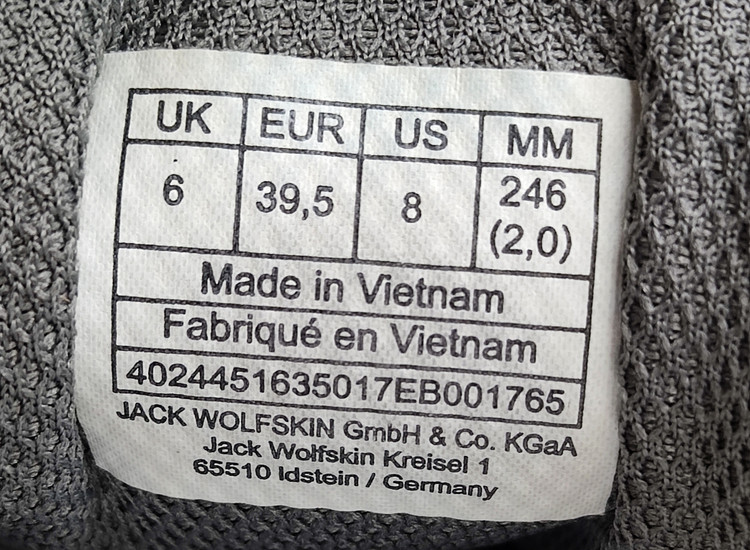 UK EUR US MM
6 39,5 8 246
(2,0)
Made in Vietnam
Fabriqué en Vietnam
4024451635017EB001765
JACK WOLFSKIN GmbH & Co. KGaA
Jack Wolfskin Kreisel 1
65510 Idstein / Germany